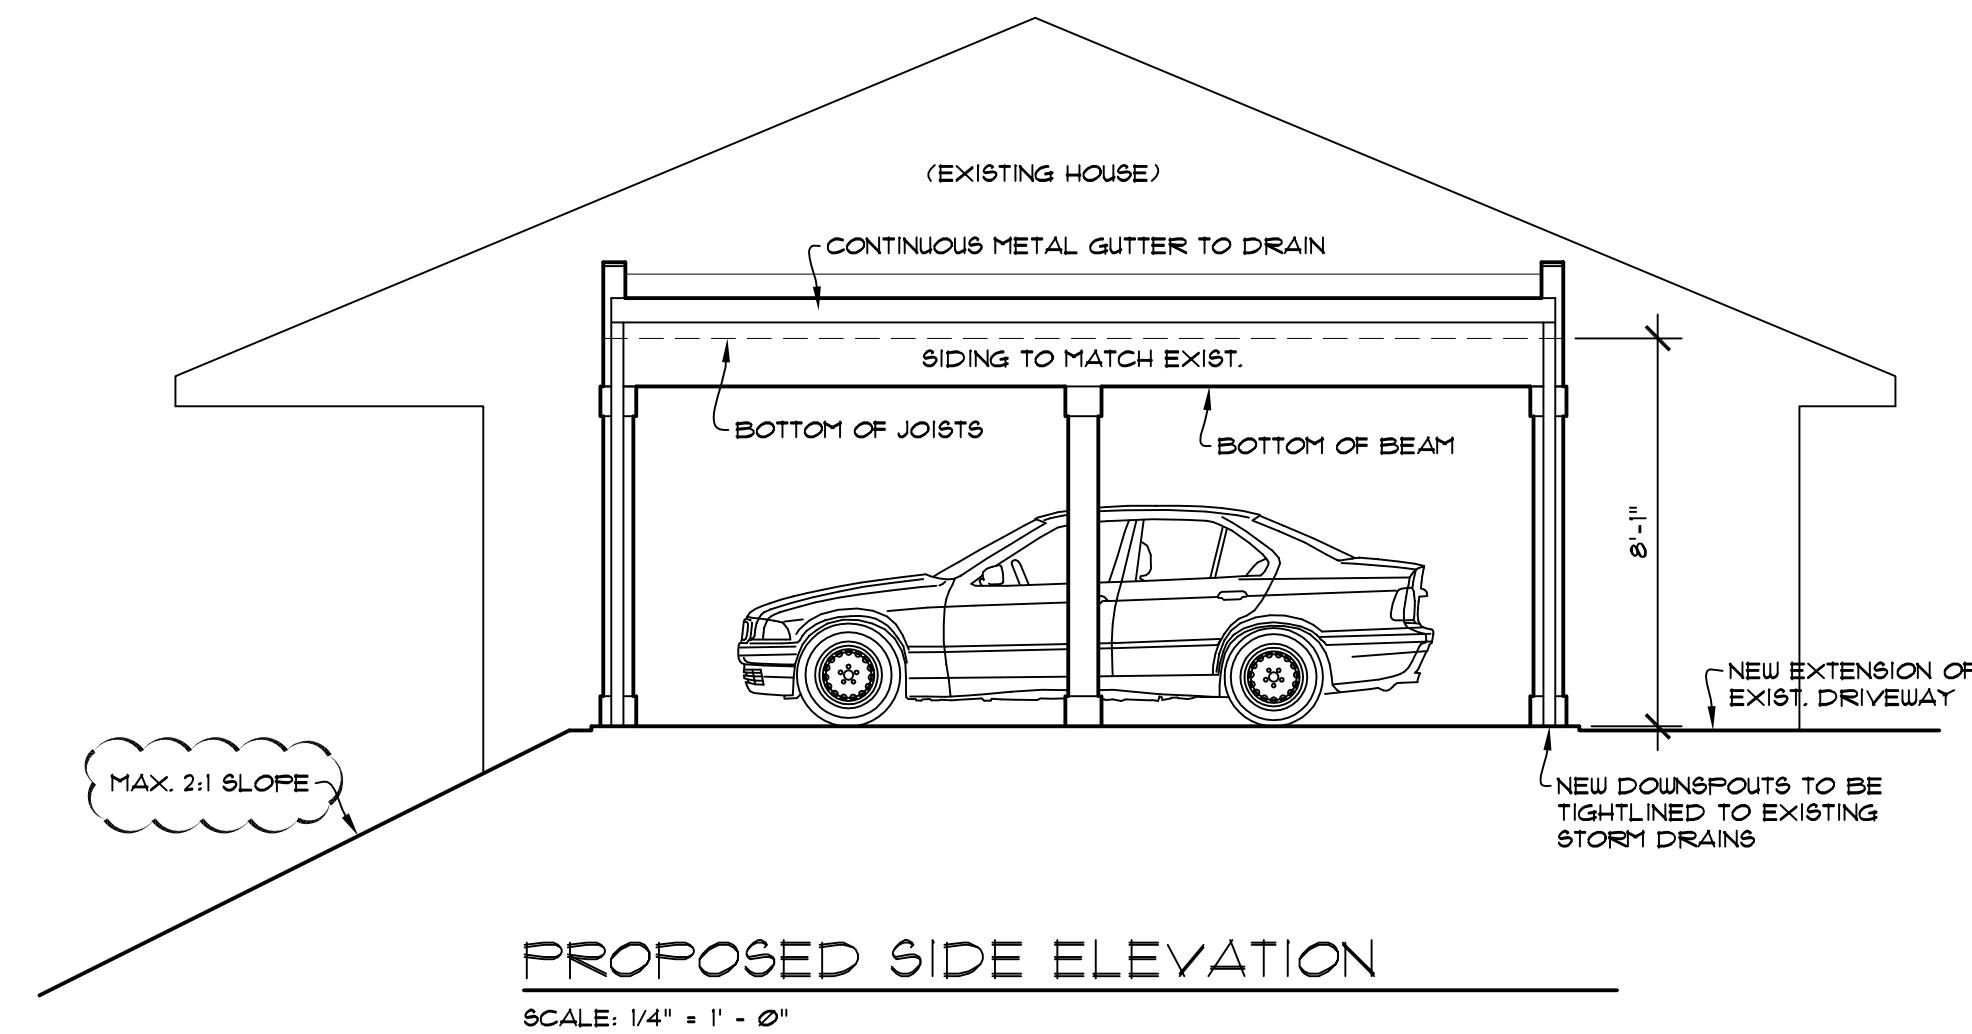 (EXISTING HOUSE)
CONTINUOUS METAL GUTTER TO DRAIN
SIDING TO MATCH EXIST.
BOTTOM OF JOISTS
BOTTOM OF BEAM
8'-1"
NEW EXTENSION OF
EXIST. DRIVEWAY
MAX. 2:1 SLOPE
NEW DOWNSPOUTS TO BE
TIGHTLINED TO EXISTING
STORM DRAINS
PROPOSED SIDE ELEVATION
SCALE: 1/4" = 1' - 0"